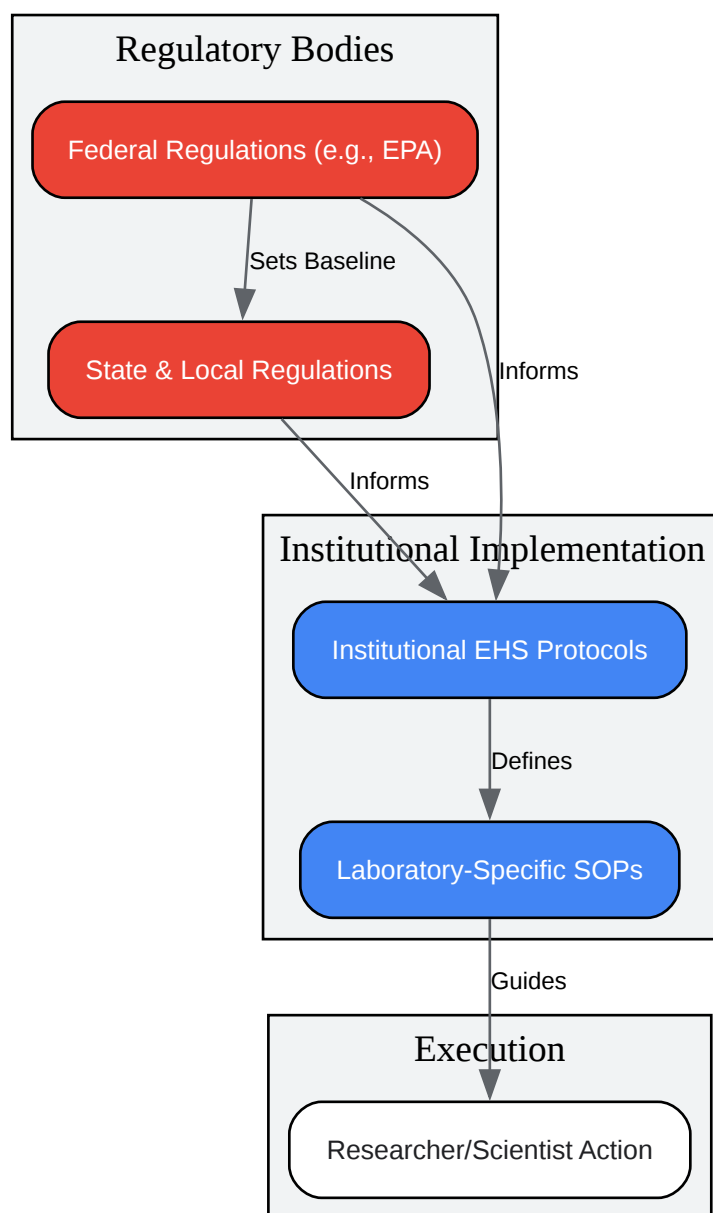 Regulatory Bodies
Federal Regulations (e.g., EPA)
Sets Baseline
State & Local Regulations
Informs
Informs
Institutional Implementation
Institutional EHS Protocols
Defines
Laboratory-Specific SOPs
Guides
Execution
Researcher/Scientist Action